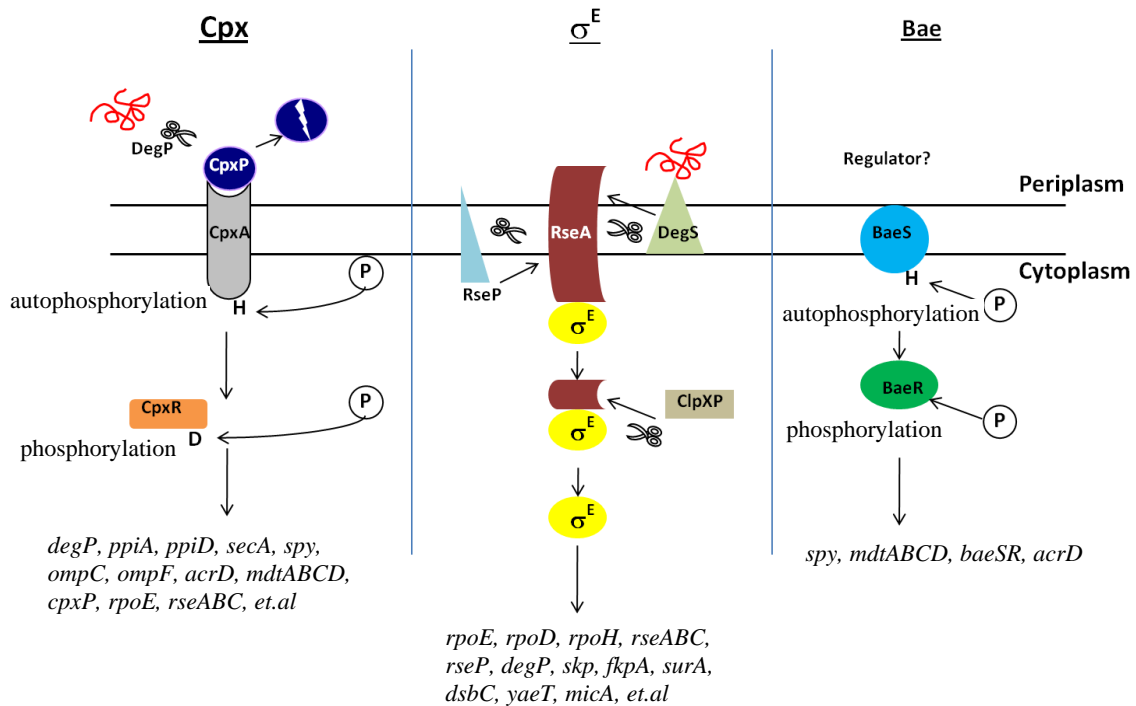 Cpx
DegP
CpxP
CpxA
P
autophosphorylation
H
CpxR
P
phosphorylation
D
degP, ppiA, ppiD, secA, spy,
ompC, ompF, acrD, mdtABCD,
cpxP, rpoE, rseABC, et.al
σE
RseA
DegS
RseP
σE
ClpXP
σE
σE
rpoE, rpoD, rpoH, rseABC,
rseP, degP, skp, fkpA, surA,
dsbC, yaeT, micA, et.al
Bae
Regulator?
Periplasm
BaeS
Cytoplasm
H
P
autophosphorylation
BaeR
P
phosphorylation
spy, mdtABCD, baeSR, acrD